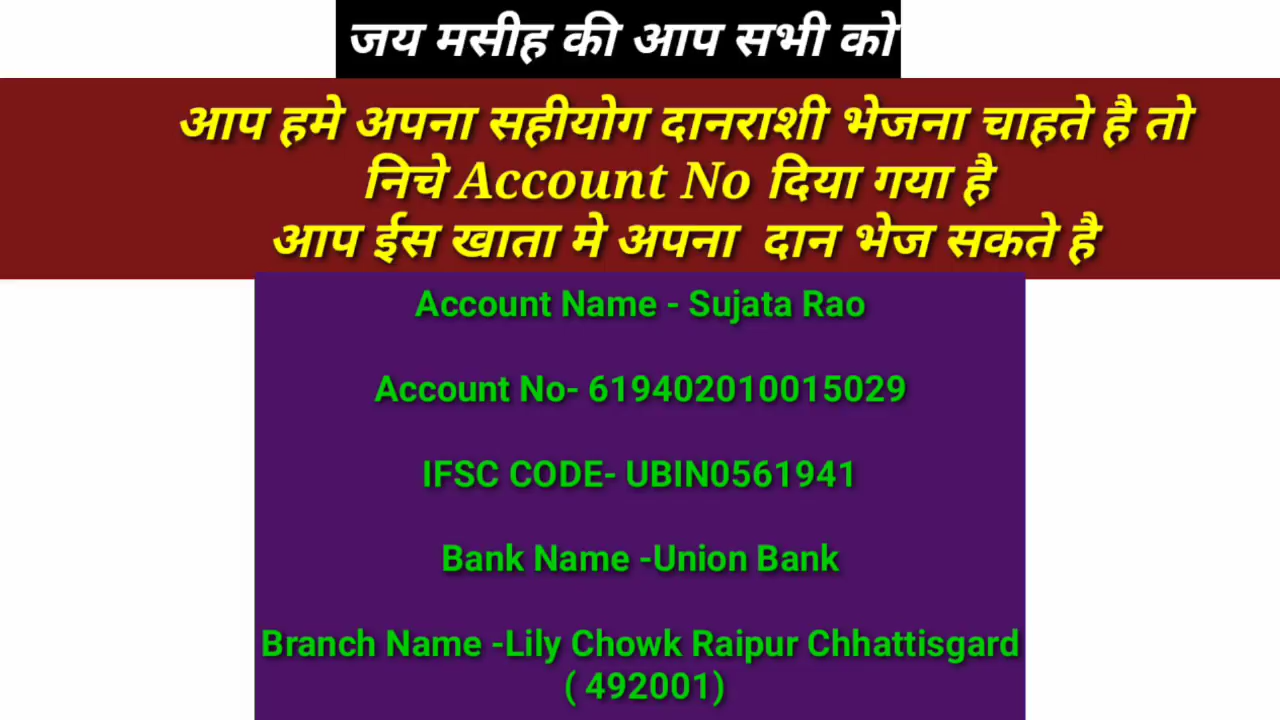 जय मसीह की आप सभी को
आप हमे अपना सहीयोग दानराशी भेजना चाहते है तो
निचे Account No दिया गया है
आप ईस खाता मे अपना दान भेज सकते है
Account Name - Sujata Rao
Account No- 619402010015029
IFSC CODE- UBIN0561941
Bank Name -Union Bank
Branch Name -Lily Chowk Raipur Chhattisgard
( 492001)